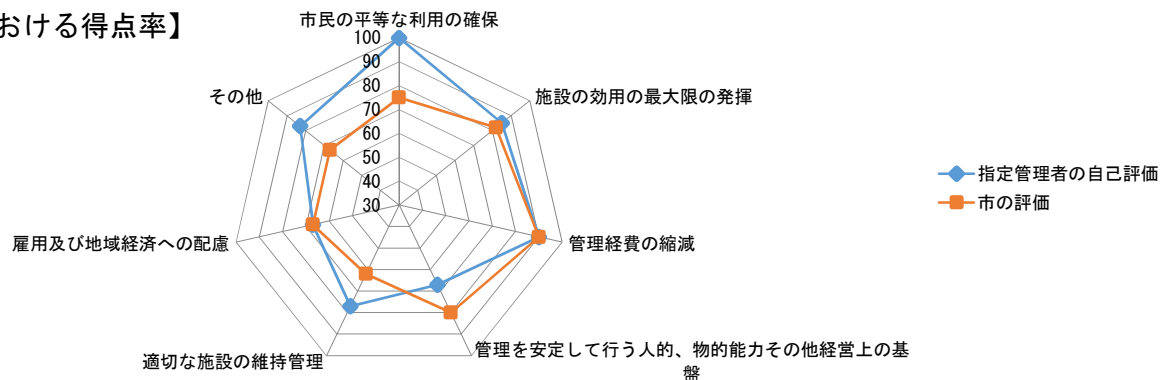 おける得点率】
市民の平等な利用の確保
100
90
80
70
60
50
40
30
施設の効用の最大限の発揮
管理経費の縮減
管理を安定して行う人的、物的能力その他経営上の基
盤
適切な施設の維持管理
雇用及び地域経済への配慮
その他
指定管理者の自己評価
市の評価